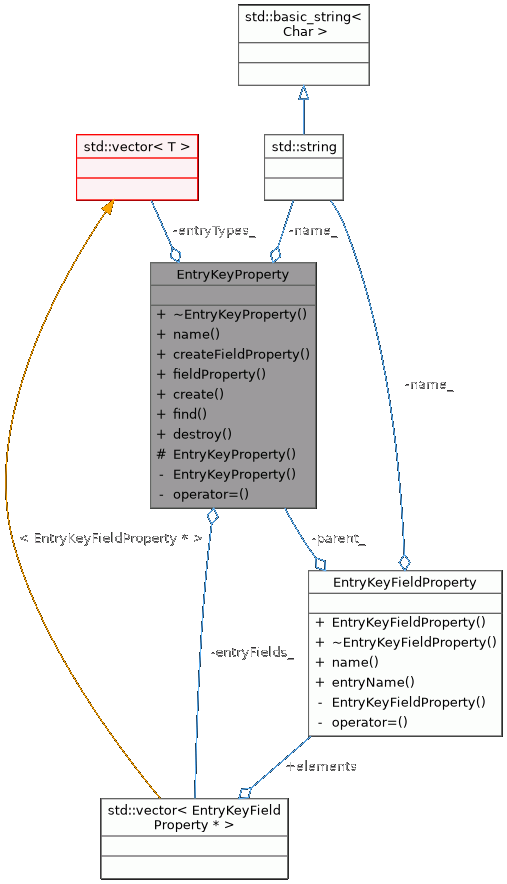 std::basic_string<
Char >
std::vector< T >
std::string
-entryTypes_
-name_
EntryKeyProperty
+ ~EntryKeyProperty()
+ name()
+ createFieldProperty()
+ fieldProperty()
+ create()
+ find()
+ destroy()
# EntryKeyProperty()
- EntryKeyProperty()
- operator=()
-name_
< EntryKeyFieldProperty * >
-parent_
EntryKeyFieldProperty
+ EntryKeyFieldProperty()
+ ~EntryKeyFieldProperty()
+ name()
+ entryName()
- EntryKeyFieldProperty()
- operator=()
-entryFields_
+elements
std::vector< EntryKeyField
Property * >